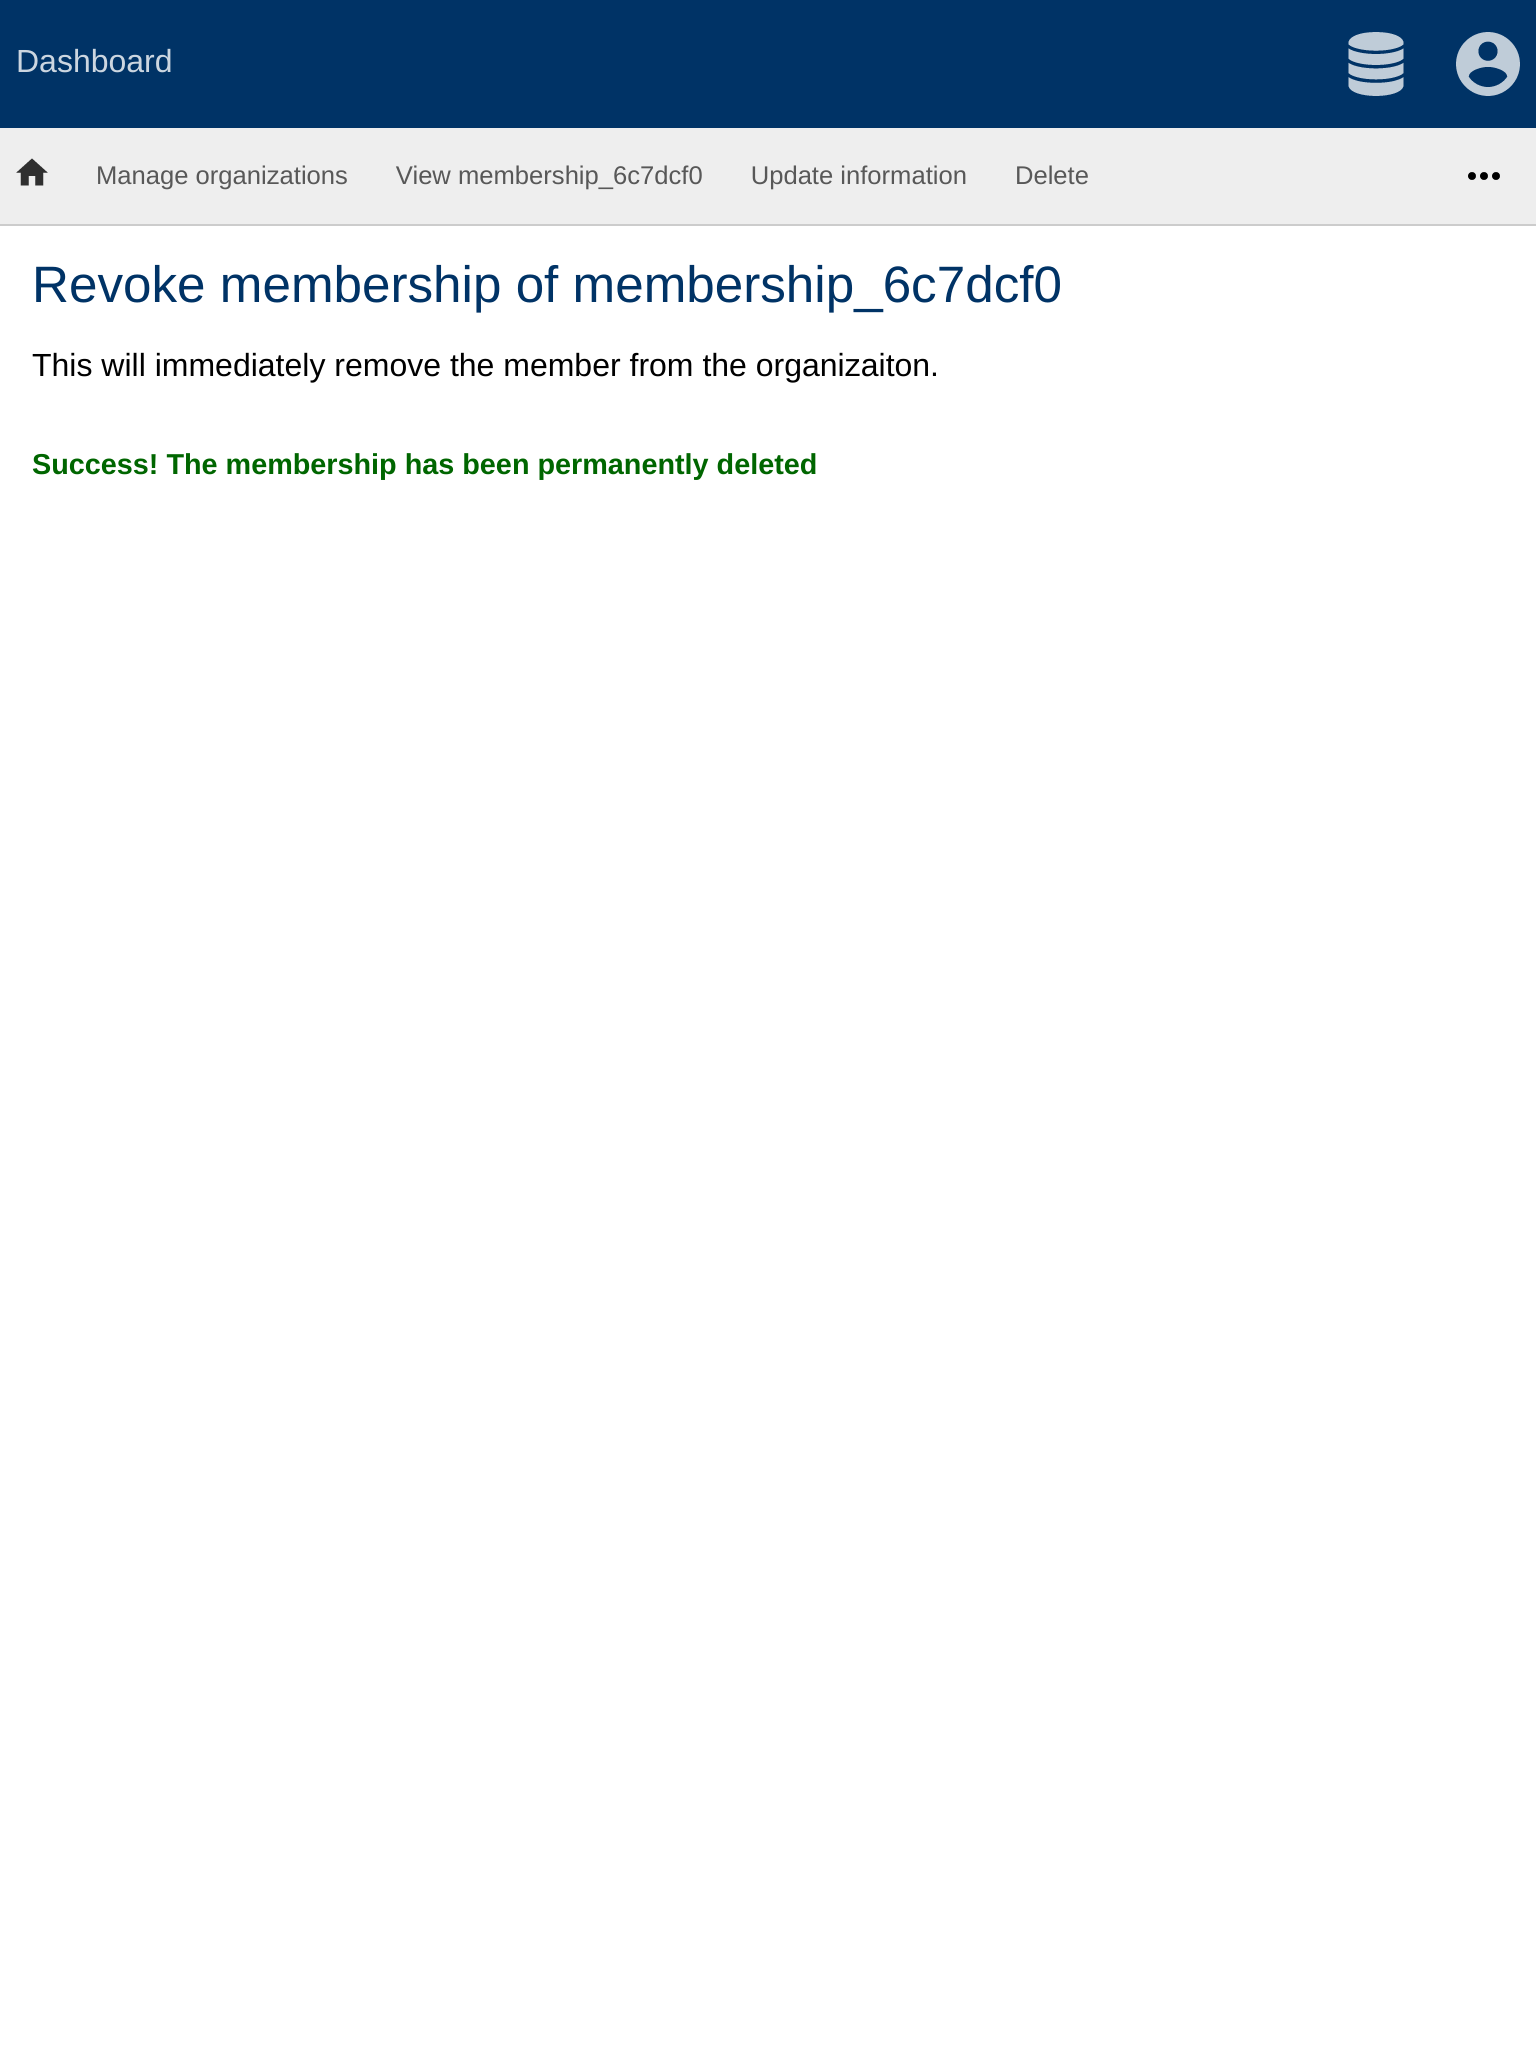 Dashboard
Manage organizations View membership_6c7dcf0 Update information Delete
Revoke membership of membership_6c7dcf0
This will immediately remove the member from the organizaiton.
Success! The membership has been permanently deleted